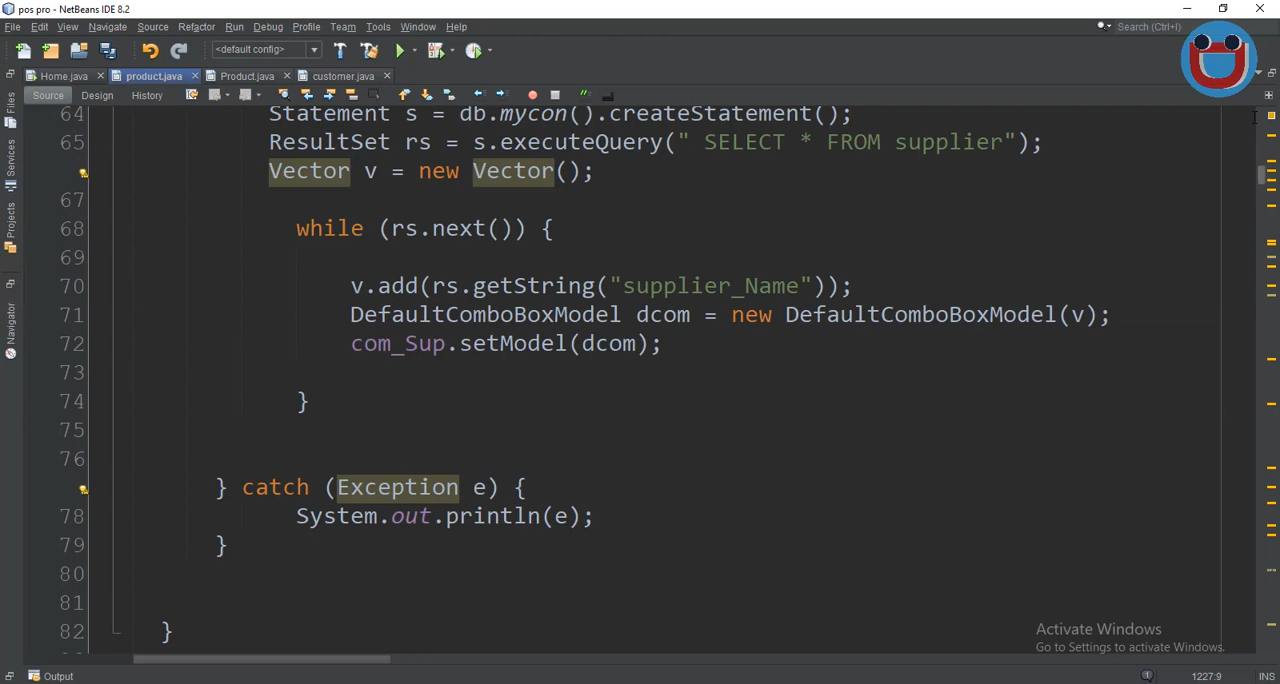 pos pro - NetBeans IDE 8.2
File Edit View Navigate Source Refactor Run Debug Profile Team Tools Window Help
Search (Ctrl+I)
<default config>
Home.java product.java Product.java customer.java
Source Design History
Files
Services
Projects
Navigator
64 Statement s = db.mycon().createStatement();
65 ResultSet rs = s.executeQuery(" SELECT * FROM supplier");
Vector v = new Vector();
67
68 while (rs.next()) {
69
70 v.add(rs.getString("supplier_Name"));
71 DefaultComboBoxModel dcom = new DefaultComboBoxModel(v);
72 com_Sup.setModel(dcom);
73
74 }
75
76
} catch (Exception e) {
78 System.out.println(e);
79 }
80
81
82 }
Activate Windows
Go to Settings to activate Windows.
Output
1
1227:9
INS